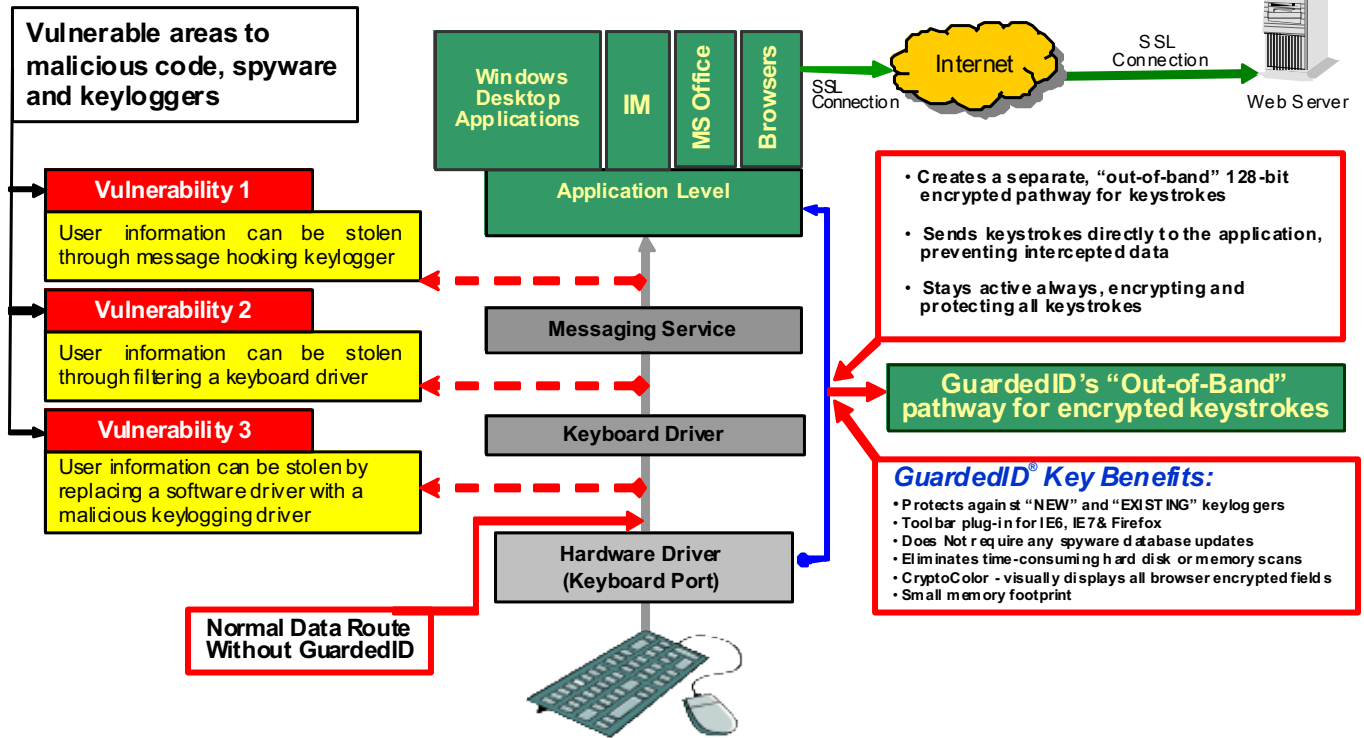 Vulnerable areas to
malicious code, spyware
and keyloggers
Windows
Desktop
Applications
IM
MS Office
Browsers
Application Level
SSL
Connection
Internet
SSL
Connection
Web Server
Vulnerability 1
User information can be stolen
through message hooking keylogger
Vulnerability 2
User information can be stolen
through filtering a keyboard driver
Vulnerability 3
User information can be stolen by
replacing a software driver with a
malicious keylogging driver
Messaging Service
Keyboard Driver
Hardware Driver
(Keyboard Port)
Normal Data Route
Without GuardedID
• Creates a separate, “out-of-band” 128-bit
encrypted pathway for keystrokes
• Sends keystrokes directly to the application,
preventing intercepted data
• Stays active always, encrypting and
protecting all keystrokes
GuardedID’s “Out-of-Band”
pathway for encrypted keystrokes
GuardedID® Key Benefits:
• Protects against “NEW” and “EXISTING” keyloggers
• Toolbar plug-in for IE6, IE7 & Firefox
• Does Not require any spyware database updates
• Eliminates time-consuming hard disk or memory scans
• CryptoColor - visually displays all browser encrypted fields
• Small memory footprint